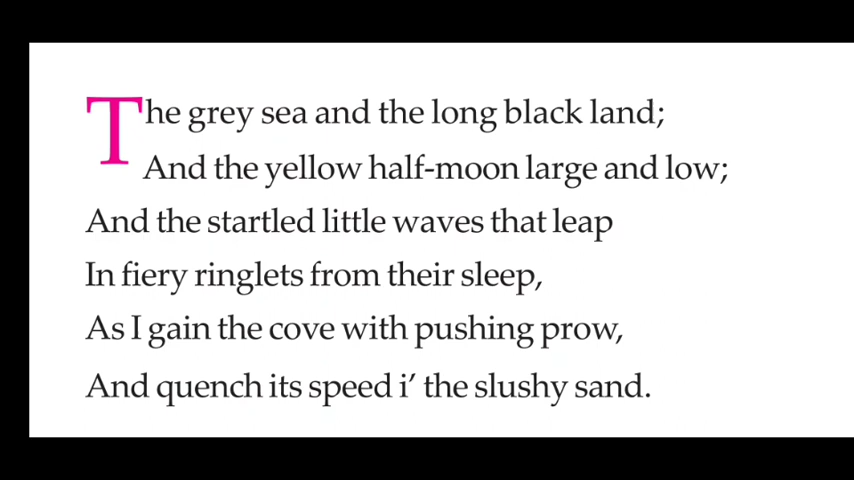 The grey sea and the long black land;
And the yellow half-moon large and low;
And the startled little waves that leap
In fiery ringlets from their sleep,
As I gain the cove with pushing prow,
And quench its speed i’ the slushy sand.